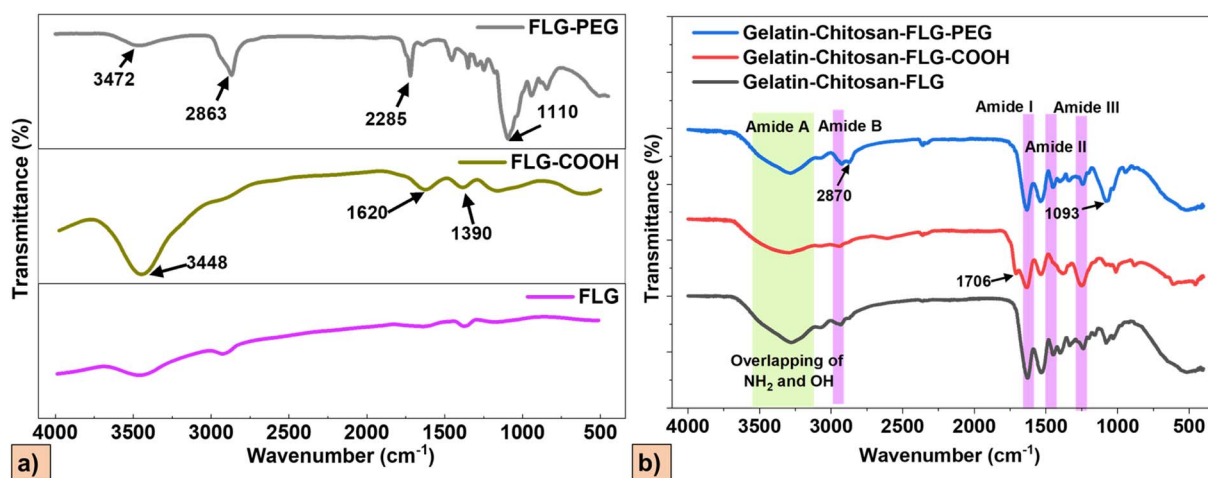 FLG-PEG
3472
2863
2285
1110
FLG-COOH
1620
1390
3448
FLG
Transmittance (%)
4000 3500 3000 2500 2000 1500 1000 500
Wavenumber (cm⁻¹)
a)
Gelatin-Chitosan-FLG-PEG
Gelatin-Chitosan-FLG-COOH
Gelatin-Chitosan-FLG
Amide I
Amide III
Amide A
Amide B
Amide II
2870
1093
1706
Overlapping of
NH₂ and OH
Transmittance (%)
4000 3500 3000 2500 2000 1500 1000 500
Wavenumber (cm⁻¹)
b)